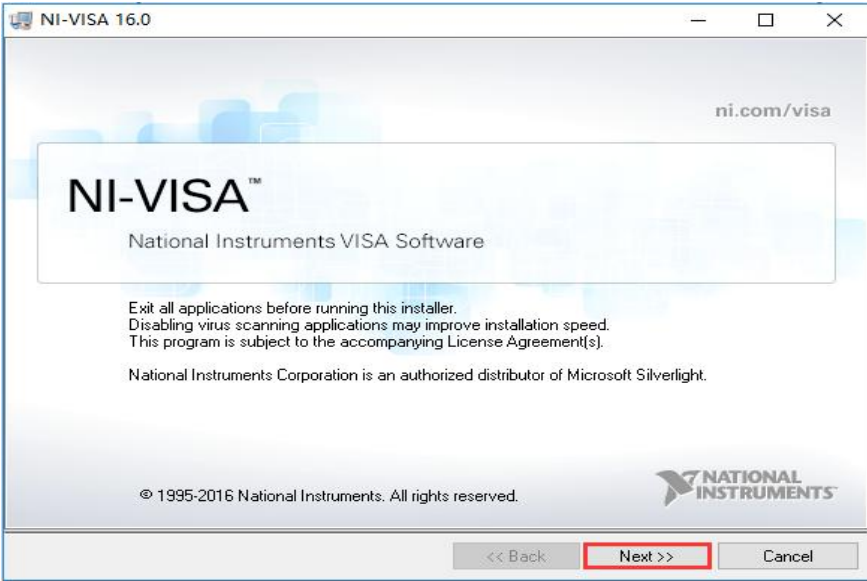 NI-VISA 16.0
ni.com/visa
NI-VISA™
National Instruments VISA Software
Exit all applications before running this installer.
Disabling virus scanning applications may improve installation speed.
This program is subject to the accompanying License Agreement(s).
National Instruments Corporation is an authorized distributor of Microsoft Silverlight.
© 1995-2016 National Instruments. All rights reserved.
NATIONAL
INSTRUMENTS
<< Back
Next >>
Cancel